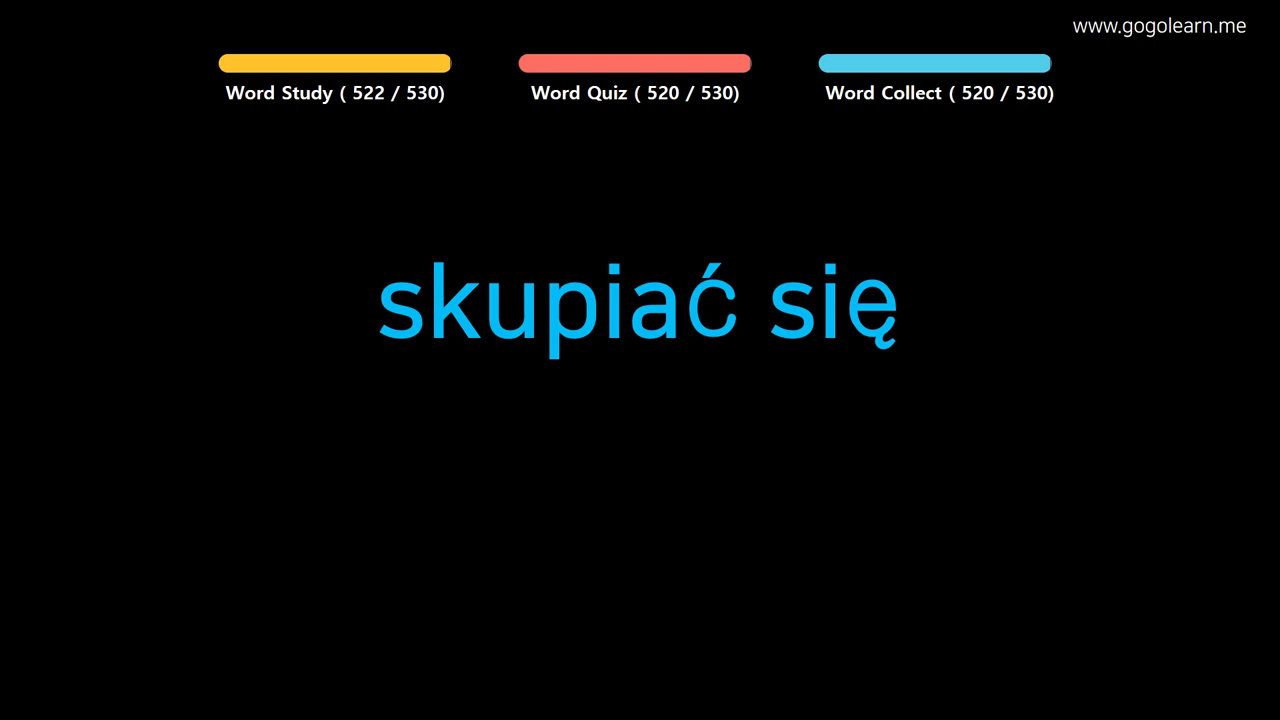 www.gogolearn.me
Word Study ( 522 / 530)
Word Quiz ( 520 / 530)
Word Collect ( 520 / 530)
skupiać się